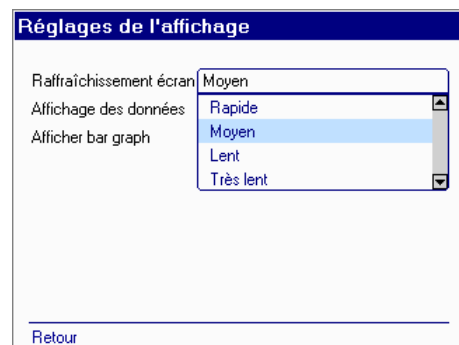 Réglages de l'affichage
Raffraîchissement écran Moyen
Affichage des données Rapide
Afficher bar graph Moyen
Lent
Très lent
Retour